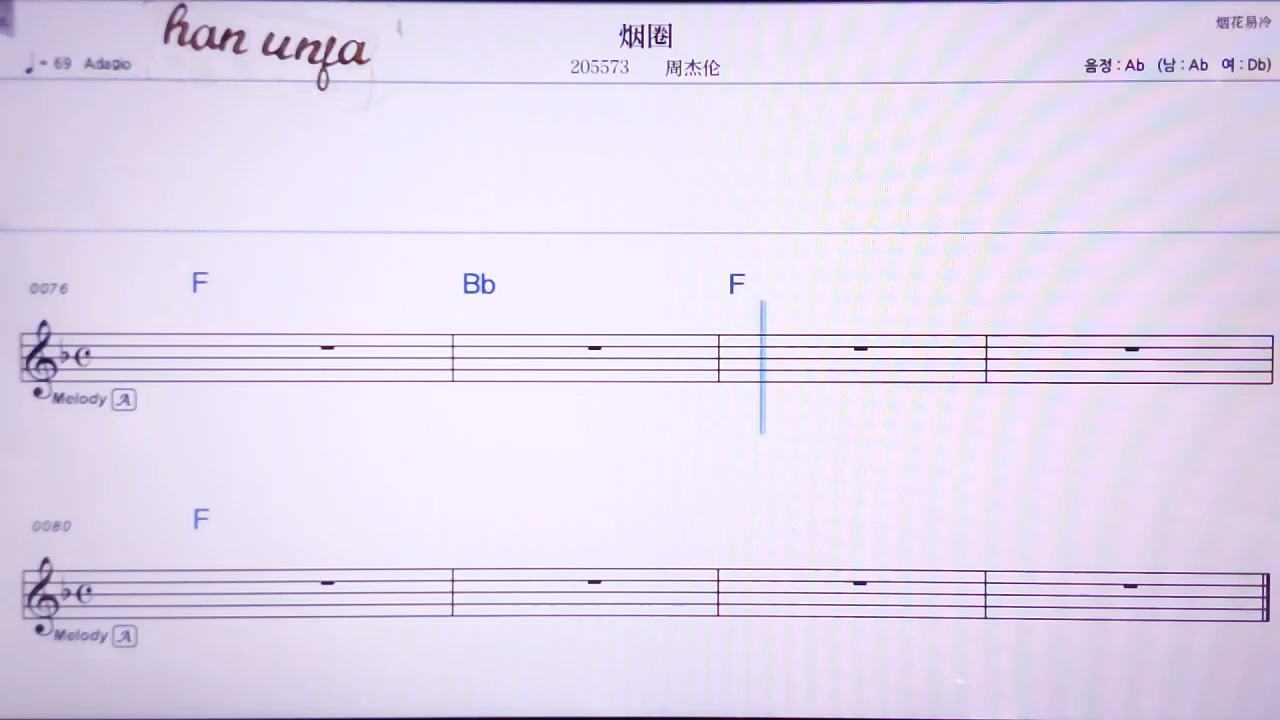 han unfa
烟圈
烟花易冷
♩= 69 Adagio
205573 周杰伦
음정 : Ab (남 : Ab 여 : Db)
0076
F Bb F
Melody A
0080
F
Melody A